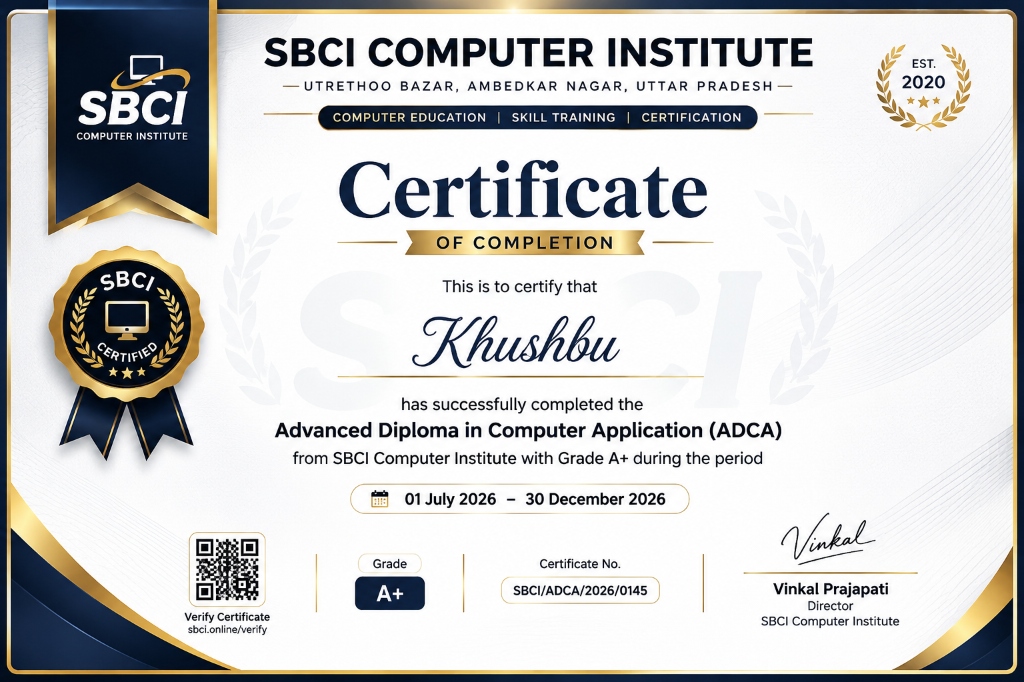 SBCI
COMPUTER INSTITUTE
SBCI COMPUTER INSTITUTE
UTRETHOO BAZAR, AMBEDKAR NAGAR, UTTAR PRADESH
COMPUTER EDUCATION | SKILL TRAINING | CERTIFICATION
EST.
2020
Certificate
OF COMPLETION
SBCI
CERTIFIED
This is to certify that
Khushbu
SBCI
has successfully completed the
Advanced Diploma in Computer Application (ADCA)
from SBCI Computer Institute with Grade A+ during the period
01 July 2026 – 30 December 2026
Verify Certificate
sbci.online/verify
Grade
A+
Certificate No.
SBCI/ADCA/2026/0145
Vinkal
Vinkal Prajapati
Director
SBCI Computer Institute